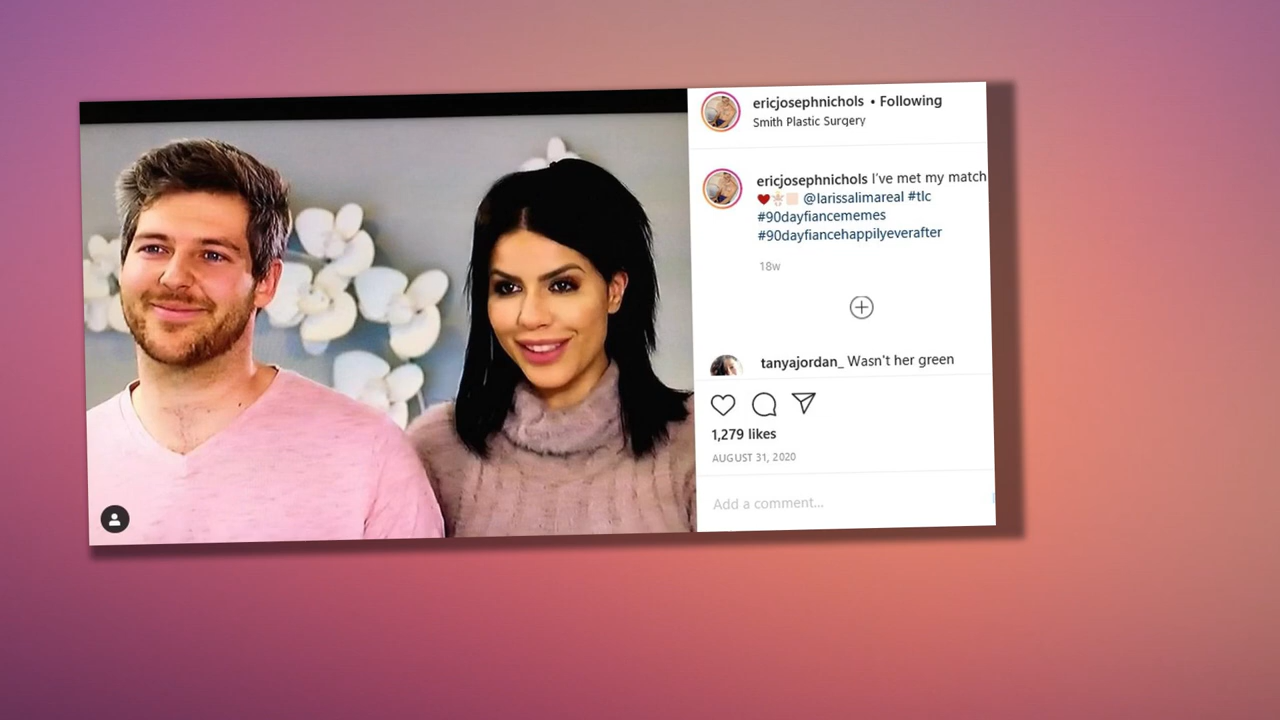 ericjosephnichols • Following
Smith Plastic Surgery
ericjosephnichols I've met my match
@larissalimareal #tlc
#90dayfiancememes
#90dayfiancehappilyeverafter
18w
tanyajordan_ Wasn't her green
1,279 likes
AUGUST 31, 2020
Add a comment...